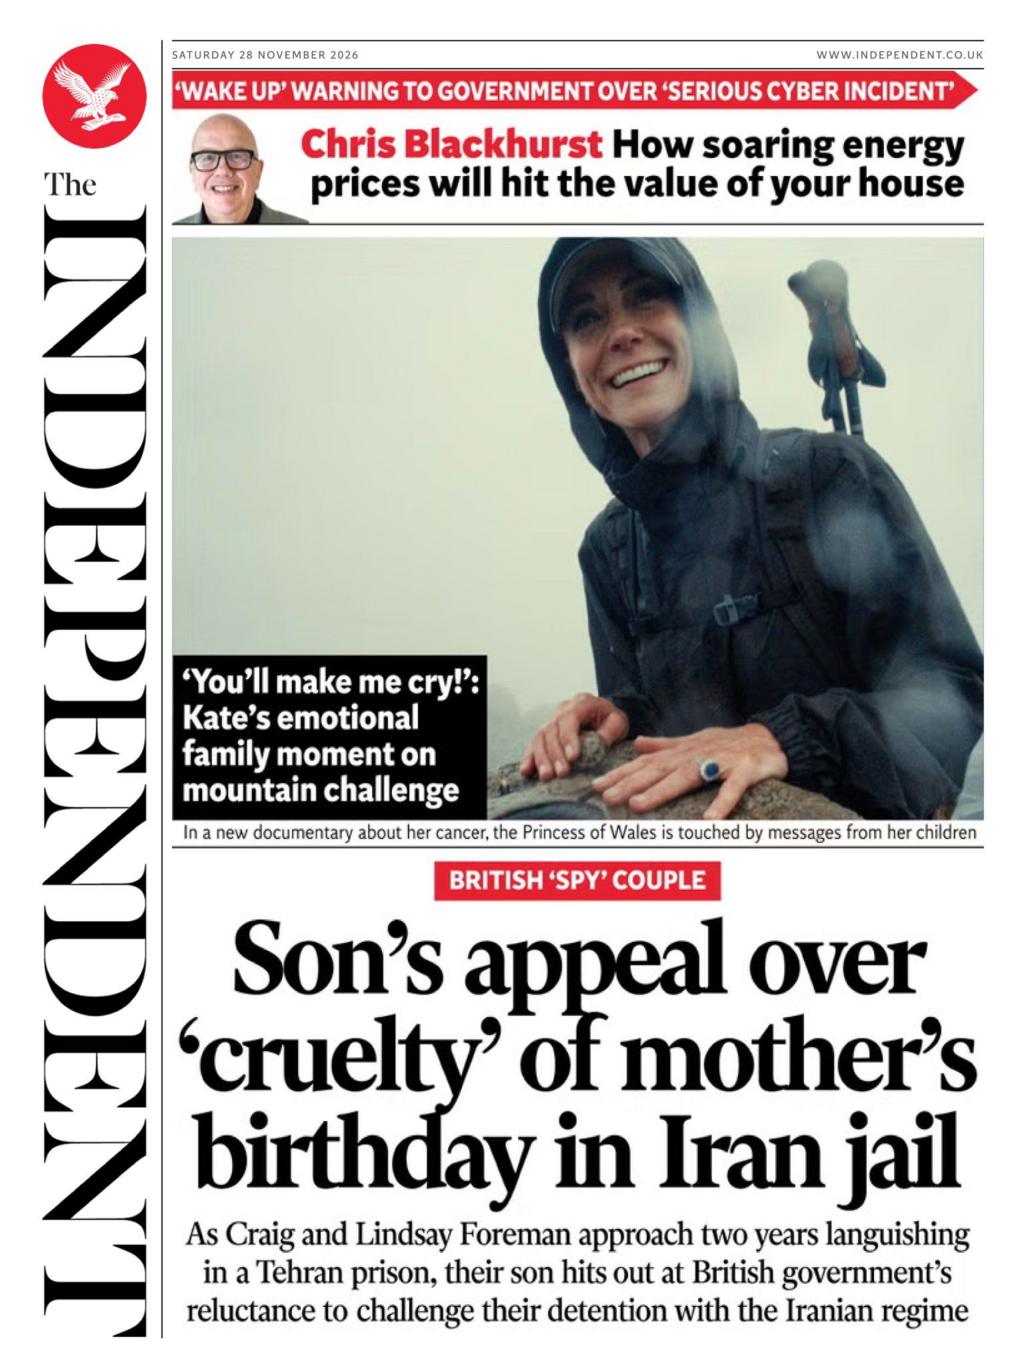 SATURDAY 28 NOVEMBER 2026
WWW.INDEPENDENT.CO.UK
The
INDEPENDENT
‘WAKE UP’ WARNING TO GOVERNMENT OVER ‘SERIOUS CYBER INCIDENT’
Chris Blackhurst How soaring energy
prices will hit the value of your house
‘You’ll make me cry!’:
Kate’s emotional
family moment on
mountain challenge
In a new documentary about her cancer, the Princess of Wales is touched by messages from her children
BRITISH ‘SPY’ COUPLE
Son’s appeal over
‘cruelty’ of mother’s
birthday in Iran jail
As Craig and Lindsay Foreman approach two years languishing
in a Tehran prison, their son hits out at British government’s
reluctance to challenge their detention with the Iranian regime